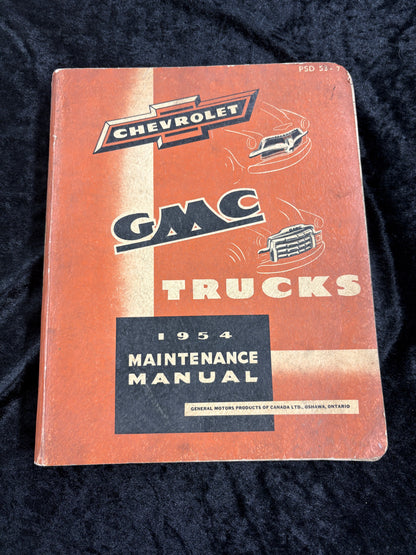 PSD 53-7
CHEVROLET
GMC
TRUCKS
1954
MAINTENANCE
MANUAL
GENERAL MOTORS PRODUCTS OF CANADA LTD., OSHAWA, ONTARIO